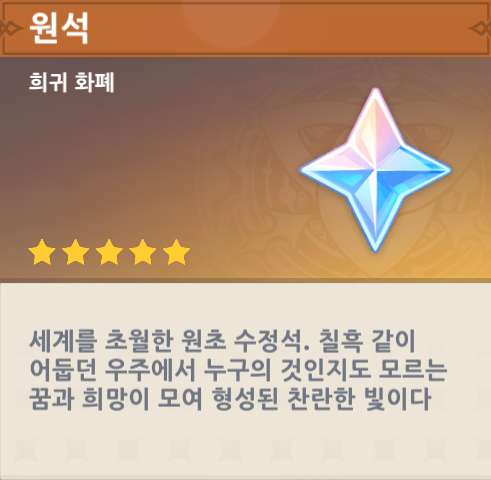 원석
희귀 화폐
세계를 초월한 원초 수정석. 칠흑 같이
어둡던 우주에서 누구의 것인지도 모르는
꿈과 희망이 모여 형성된 찬란한 빛이다